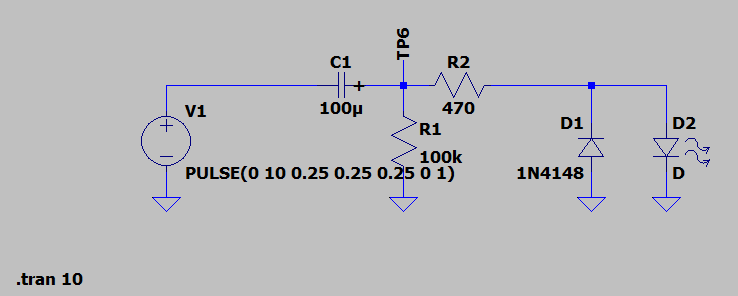 TP6
C1
+
100µ
R2
470
V1
R1
100k
D1
1N4148
D2
D
PULSE(0 10 0.25 0.25 0.25 0 1)
.tran 10